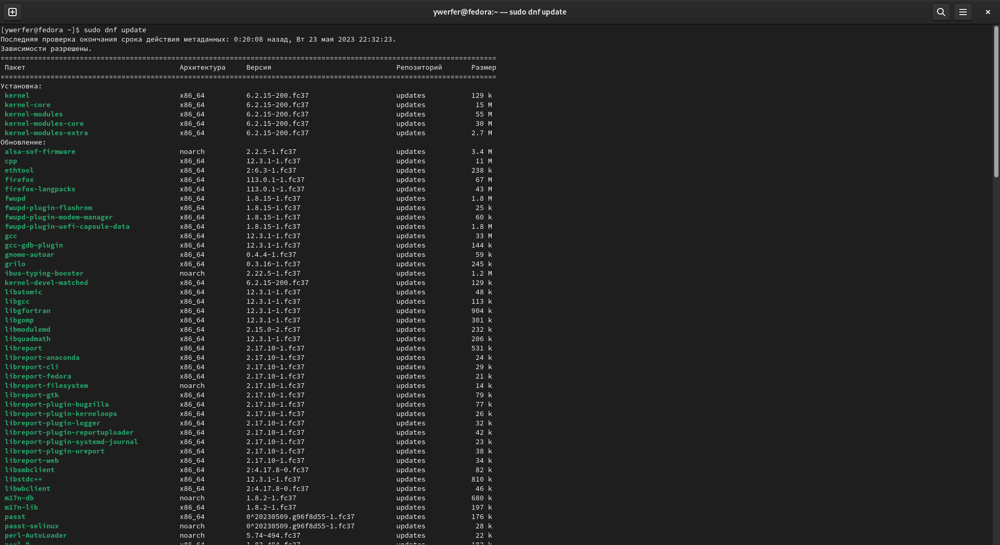 ywerfer@fedora:~ — sudo dnf update
[ywerfer@fedora ~]$ sudo dnf update
Последняя проверка окончания срока действия метаданных: 0:20:08 назад, Вт 23 мая 2023 22:32:23.
Зависимости разрешены.
=======================================================================================================================
Пакет Архитектура Версия Репозиторий Размер
=======================================================================================================================
Установка:
kernel x86_64 6.2.15-200.fc37 updates 129 k
kernel-core x86_64 6.2.15-200.fc37 updates 15 M
kernel-modules x86_64 6.2.15-200.fc37 updates 55 M
kernel-modules-core x86_64 6.2.15-200.fc37 updates 30 M
kernel-modules-extra x86_64 6.2.15-200.fc37 updates 2.7 M
Обновление:
alsa-sof-firmware noarch 2.2.5-1.fc37 updates 3.4 M
cpp x86_64 12.3.1-1.fc37 updates 11 M
ethtool x86_64 2:6.3-1.fc37 updates 238 k
firefox x86_64 113.0.1-1.fc37 updates 67 M
firefox-langpacks x86_64 113.0.1-1.fc37 updates 43 M
fwupd x86_64 1.8.15-1.fc37 updates 1.8 M
fwupd-plugin-flashrom x86_64 1.8.15-1.fc37 updates 25 k
fwupd-plugin-modem-manager x86_64 1.8.15-1.fc37 updates 60 k
fwupd-plugin-uefi-capsule-data x86_64 1.8.15-1.fc37 updates 1.8 M
gcc x86_64 12.3.1-1.fc37 updates 33 M
gcc-gdb-plugin x86_64 12.3.1-1.fc37 updates 144 k
gnome-autoar x86_64 0.4.4-1.fc37 updates 59 k
grilo x86_64 0.3.16-1.fc37 updates 245 k
ibus-typing-booster noarch 2.22.5-1.fc37 updates 1.2 M
kernel-devel-matched x86_64 6.2.15-200.fc37 updates 129 k
libatomic x86_64 12.3.1-1.fc37 updates 48 k
libgcc x86_64 12.3.1-1.fc37 updates 113 k
libgfortran x86_64 12.3.1-1.fc37 updates 904 k
libgomp x86_64 12.3.1-1.fc37 updates 301 k
libmodulemd x86_64 2.15.0-2.fc37 updates 232 k
libquadmath x86_64 12.3.1-1.fc37 updates 206 k
libreport x86_64 2.17.10-1.fc37 updates 531 k
libreport-anaconda x86_64 2.17.10-1.fc37 updates 24 k
libreport-cli x86_64 2.17.10-1.fc37 updates 29 k
libreport-fedora x86_64 2.17.10-1.fc37 updates 21 k
libreport-filesystem noarch 2.17.10-1.fc37 updates 14 k
libreport-gtk x86_64 2.17.10-1.fc37 updates 79 k
libreport-plugin-bugzilla x86_64 2.17.10-1.fc37 updates 77 k
libreport-plugin-kerneloops x86_64 2.17.10-1.fc37 updates 26 k
libreport-plugin-logger x86_64 2.17.10-1.fc37 updates 32 k
libreport-plugin-reportuploader x86_64 2.17.10-1.fc37 updates 42 k
libreport-plugin-systemd-journal x86_64 2.17.10-1.fc37 updates 23 k
libreport-plugin-ureport x86_64 2.17.10-1.fc37 updates 38 k
libreport-web x86_64 2.17.10-1.fc37 updates 34 k
libsmbclient x86_64 2:4.17.8-0.fc37 updates 82 k
libstdc++ x86_64 12.3.1-1.fc37 updates 810 k
libwbclient x86_64 2:4.17.8-0.fc37 updates 46 k
m17n-db noarch 1.8.2-1.fc37 updates 680 k
m17n-lib x86_64 1.8.2-1.fc37 updates 197 k
passt x86_64 0^20230509.g96f8d55-1.fc37 updates 176 k
passt-selinux noarch 0^20230509.g96f8d55-1.fc37 updates 28 k
perl-AutoLoader noarch 5.74-494.fc37 updates 22 k